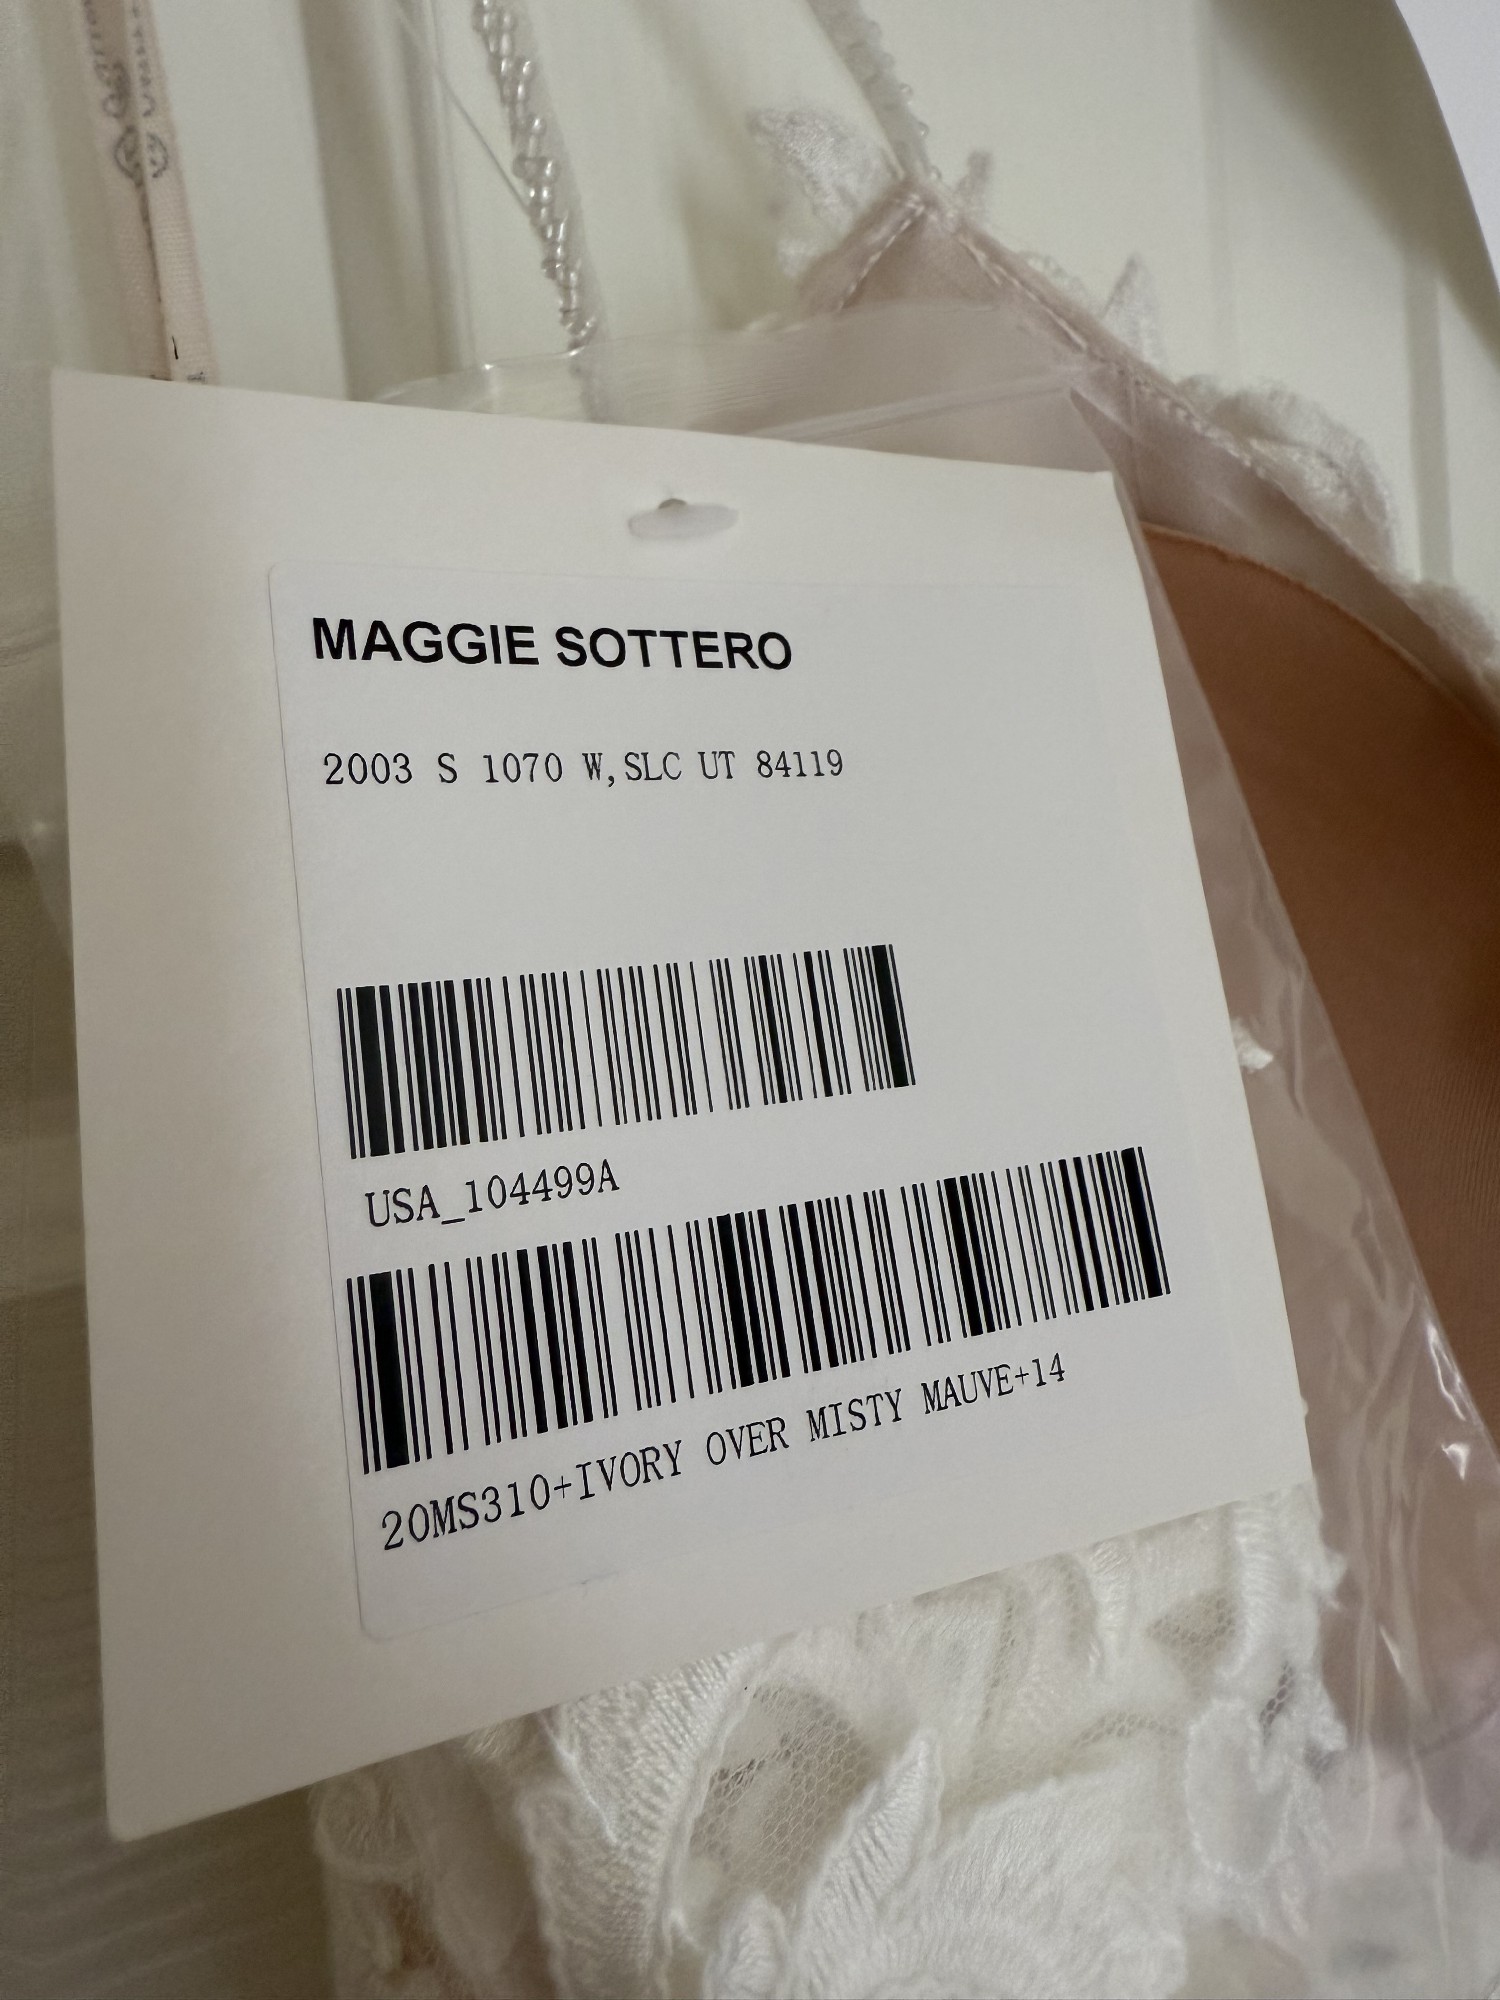 MAGGIE SOTTERO
2003 S 1070 W,SLC UT 84119
USA_104499A
20MS310+IVORY OVER MISTY MAUVE+14